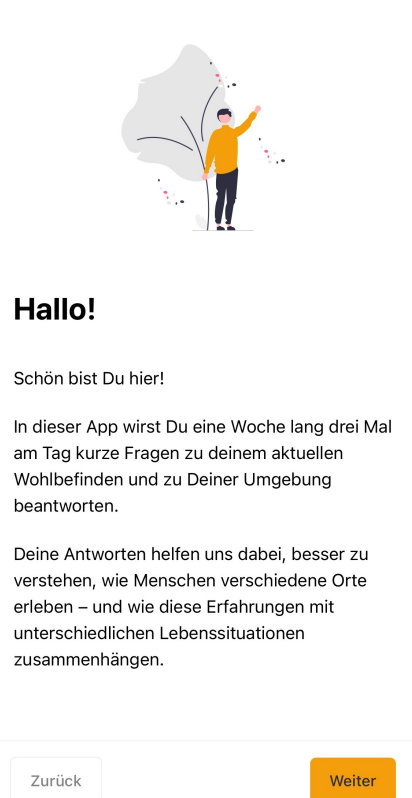 Hallo!
Schön bist Du hier!
In dieser App wirst Du eine Woche lang drei Mal
am Tag kurze Fragen zu deinem aktuellen
Wohlbefinden und zu Deiner Umgebung
beantworten.
Deine Antworten helfen uns dabei, besser zu
verstehen, wie Menschen verschiedene Orte
erleben – und wie diese Erfahrungen mit
unterschiedlichen Lebenssituationen
zusammenhängen.
Zurück
Weiter